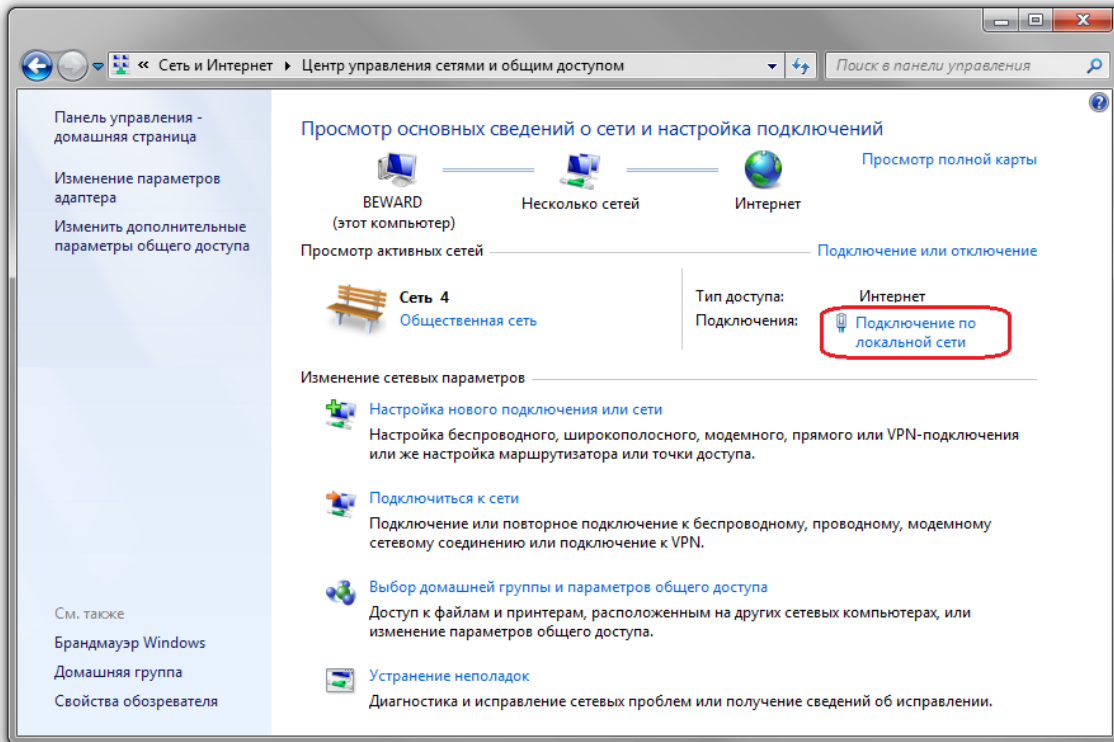 « Сеть и Интернет ▸ Центр управления сетями и общим доступом
Поиск в панели управления
Панель управления -
домашняя страница
Изменение параметров
адаптера
Изменить дополнительные
параметры общего доступа
См. также
Брандмауэр Windows
Домашняя группа
Свойства обозревателя
Просмотр основных сведений о сети и настройка подключений
Просмотр полной карты
BEWARD
(этот компьютер)
Несколько сетей
Интернет
Просмотр активных сетей
Подключение или отключение
Сеть 4
Общественная сеть
Тип доступа: Интернет
Подключения: Подключение по
локальной сети
Изменение сетевых параметров
Настройка нового подключения или сети
Настройка беспроводного, широкополосного, модемного, прямого или VPN-подключения
или же настройка маршрутизатора или точки доступа.
Подключиться к сети
Подключение или повторное подключение к беспроводному, проводному, модемному
сетевому соединению или подключение к VPN.
Выбор домашней группы и параметров общего доступа
Доступ к файлам и принтерам, расположенным на других сетевых компьютерах, или
изменение параметров общего доступа.
Устранение неполадок
Диагностика и исправление сетевых проблем или получение сведений об исправлении.